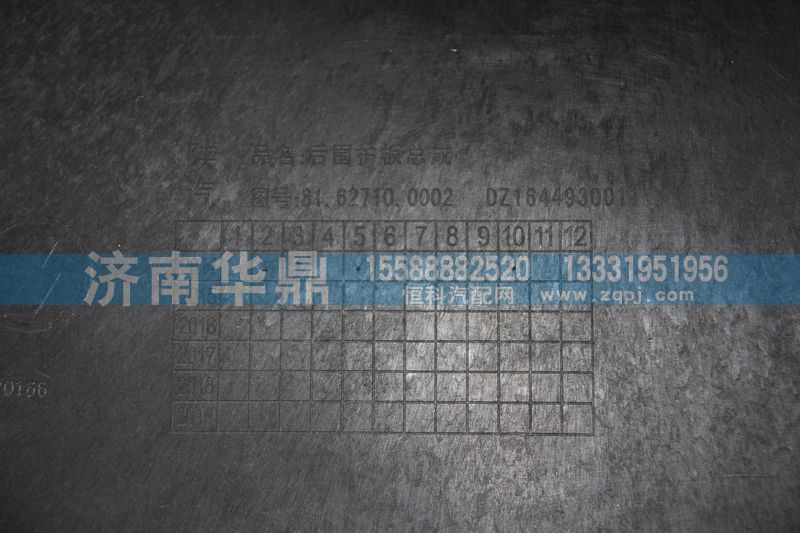 陕 品名:后围护板总成
汽 图号:81.62710.0002 DZ1644930011
1 2 3 4 5 6 7 8 9 10 11 12
济南华鼎 15588882520 13331951956
恒科汽配网 www.zqpj.com
2016
2017
2018
2019
70166